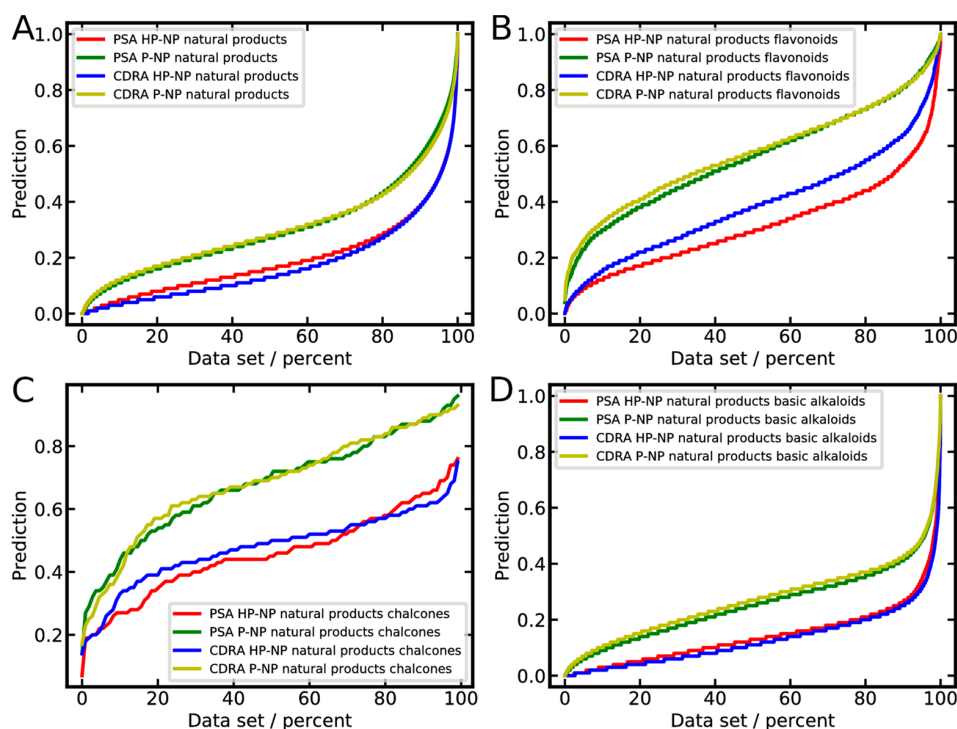 A
PSA HP-NP natural products
PSA P-NP natural products
CDRA HP-NP natural products
CDRA P-NP natural products
1.0
0.8
0.6
0.4
0.2
0.0
Prediction
0 20 40 60 80 100
Data set / percent
B
PSA HP-NP natural products flavonoids
PSA P-NP natural products flavonoids
CDRA HP-NP natural products flavonoids
CDRA P-NP natural products flavonoids
1.0
0.8
0.6
0.4
0.2
0.0
Prediction
0 20 40 60 80 100
Data set / percent
C
0.8
0.6
0.4
0.2
Prediction
PSA HP-NP natural products chalcones
PSA P-NP natural products chalcones
CDRA HP-NP natural products chalcones
CDRA P-NP natural products chalcones
0 20 40 60 80 100
Data set / percent
D
PSA HP-NP natural products basic alkaloids
PSA P-NP natural products basic alkaloids
CDRA HP-NP natural products basic alkaloids
CDRA P-NP natural products basic alkaloids
1.0
0.8
0.6
0.4
0.2
0.0
Prediction
0 20 40 60 80 100
Data set / percent